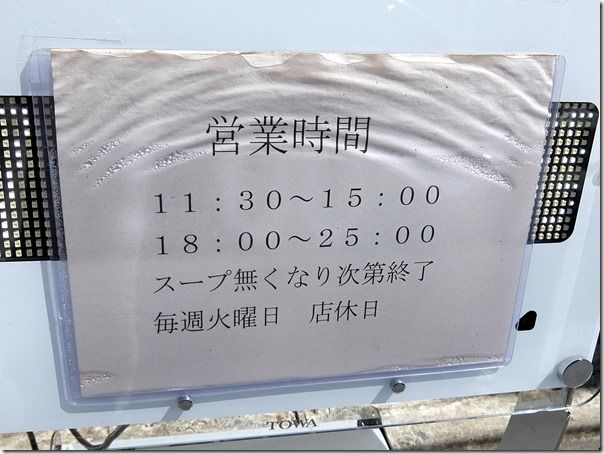 営業時間
１１：３０～１５：００
１８：００～２５：００
スープ無くなり次第終了
毎週火曜日　店休日
TOWA